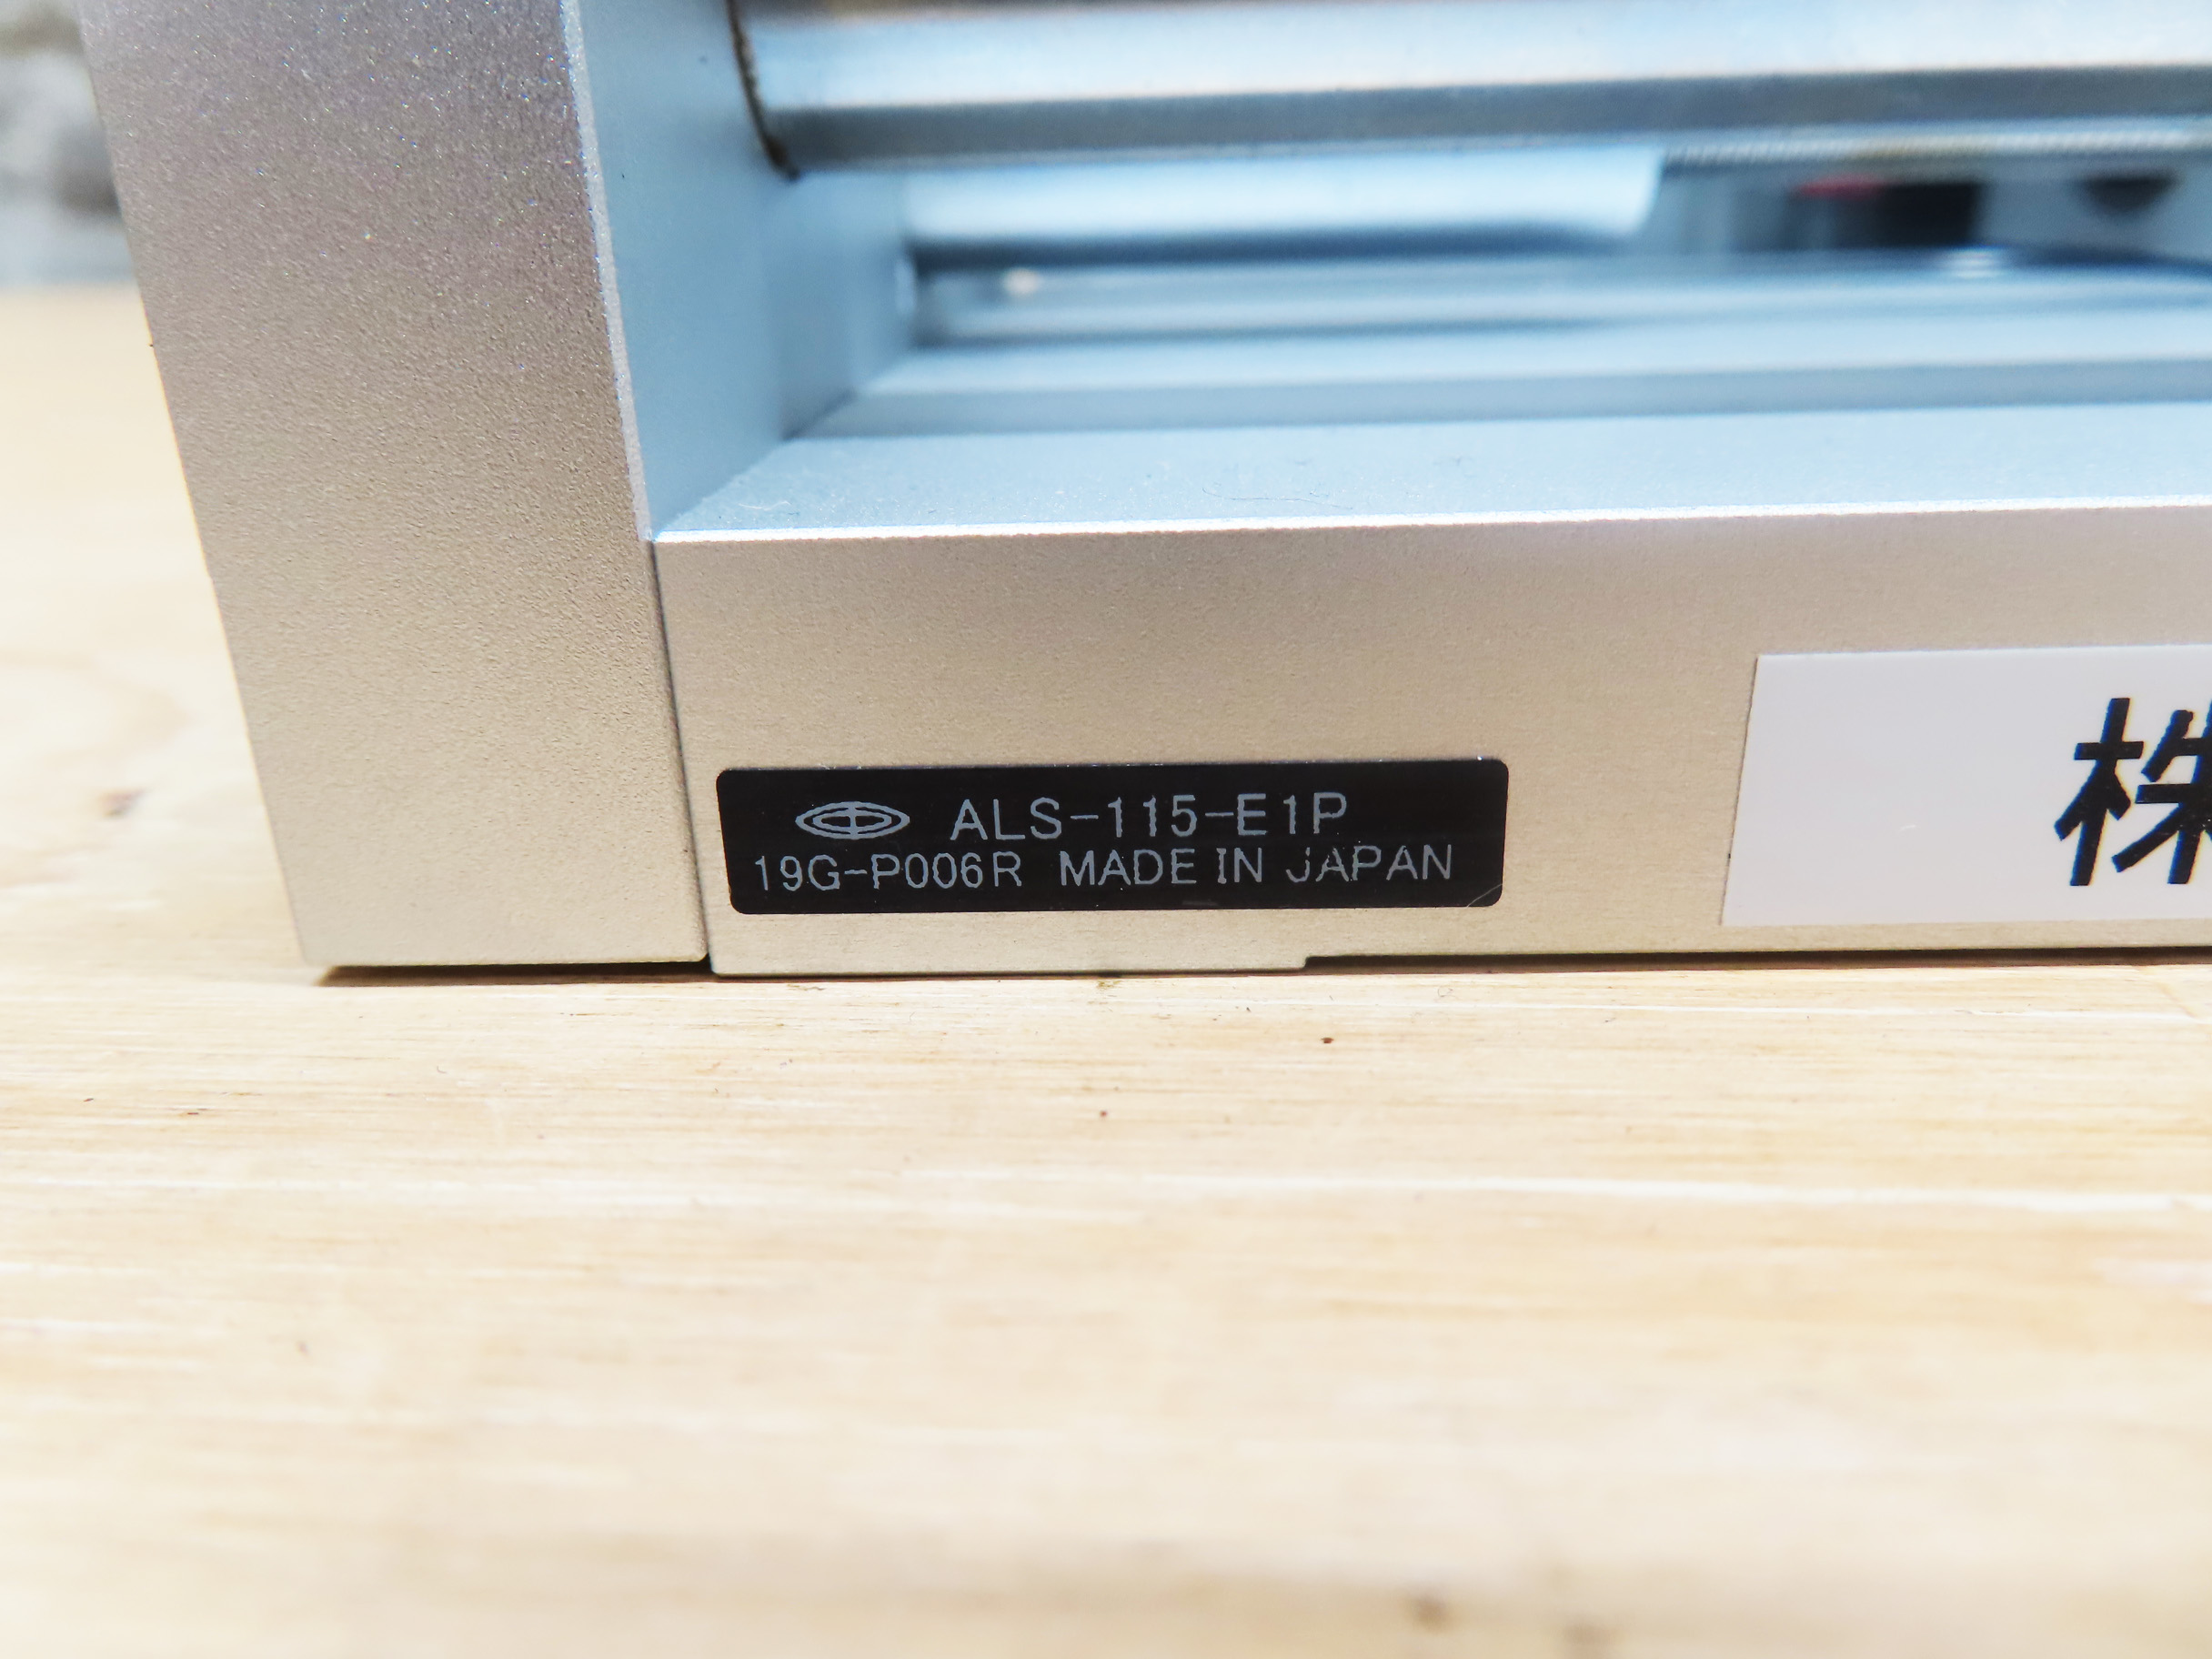 ALS-115-E1P
19G-P006R MADE IN JAPAN
株